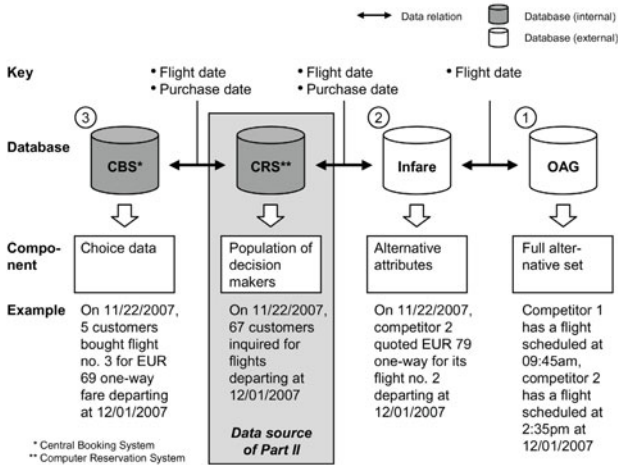 Data relation
Database (internal)
Database (external)
Key
• Flight date
• Purchase date
• Flight date
• Purchase date
• Flight date
Database
3
CBS*
CRS**
2
Infare
1
OAG
Compo-
nent
Choice data
Population of
decision
makers
Alternative
attributes
Full alter-
native set
Example
On 11/22/2007,
5 customers
bought flight
no. 3 for EUR
69 one-way
fare departing
at 12/01/2007
On 11/22/2007,
67 customers
inquired for
flights
departing at
12/01/2007
On 11/22/2007,
competitor 2
quoted EUR 79
one-way for its
flight no. 2
departing at
12/01/2007
Competitor 1
has a flight
scheduled at
09:45am,
competitor 2
has a flight
scheduled at
2:35pm at
12/01/2007
Data source
of Part II
* Central Booking System
** Computer Reservation System